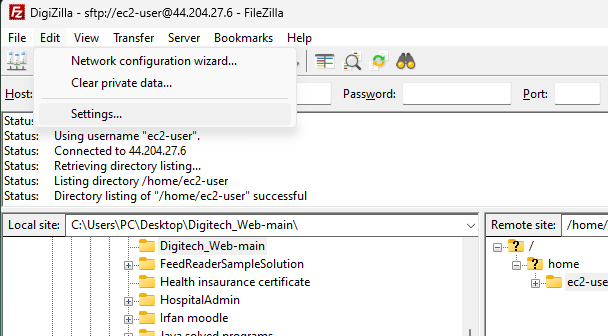 DigiZilla - sftp://ec2-user@44.204.27.6 - FileZilla
File Edit View Transfer Server Bookmarks Help
Network configuration wizard...
Clear private data...
Settings...
Host: Password: Port:
Status:
Status: Using username "ec2-user".
Status: Connected to 44.204.27.6
Status: Retrieving directory listing...
Status: Listing directory /home/ec2-user
Status: Directory listing of "/home/ec2-user" successful
Local site: C:\Users\PC\Desktop\Digitech_Web-main\ Remote site: /home/
Digitech_Web-main /
FeedReaderSampleSolution home
Health insaurance certificate ec2-use
HospitalAdmin
Irfan moodle
Java solved programs